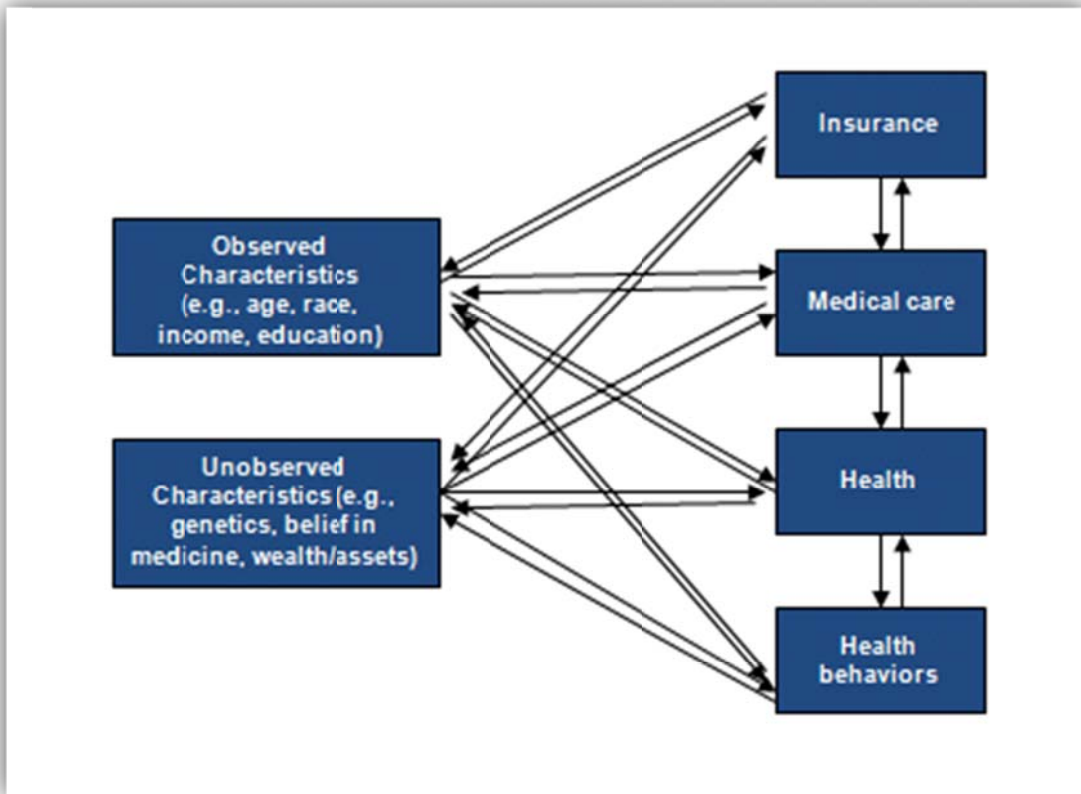 Insurance
Observed
Characteristics
(e.g., age, race,
income, education)
Medical care
Unobserved
Characteristics (e.g.,
genetics, belief in
medicine, wealth/assets)
Health
Health
behaviors